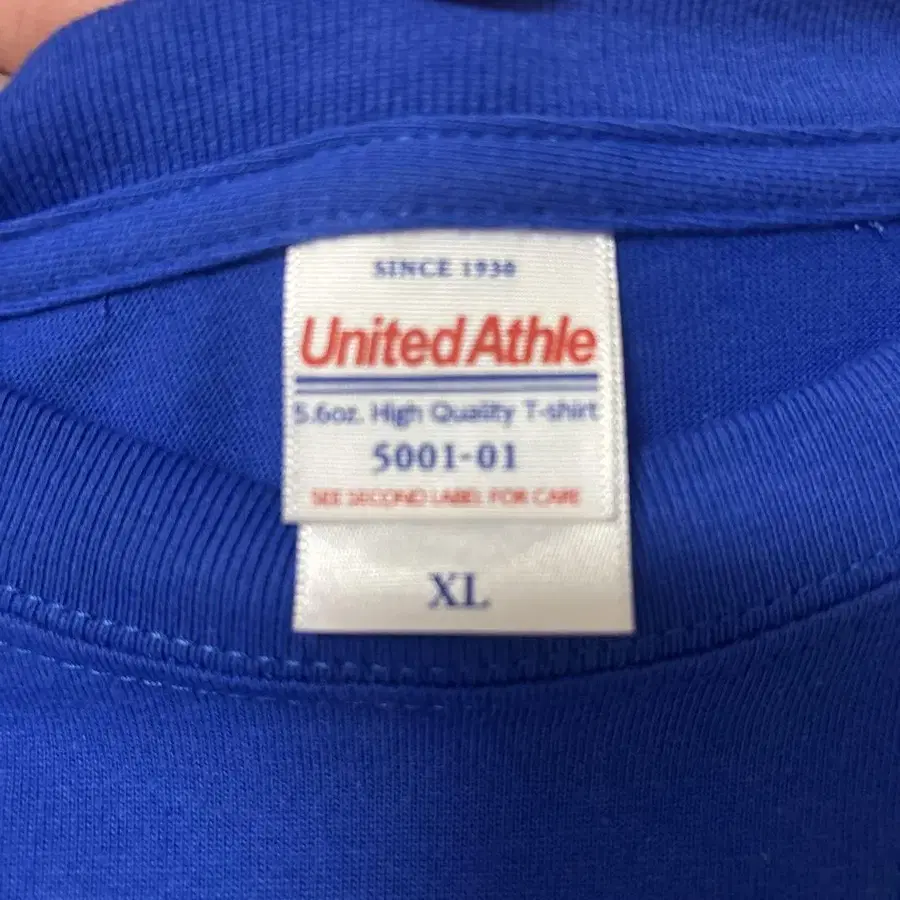 SINCE 1930
United Athle
5.6oz. High Quality T-shirt
5001-01
SEE SECOND LABEL FOR CARE
XL